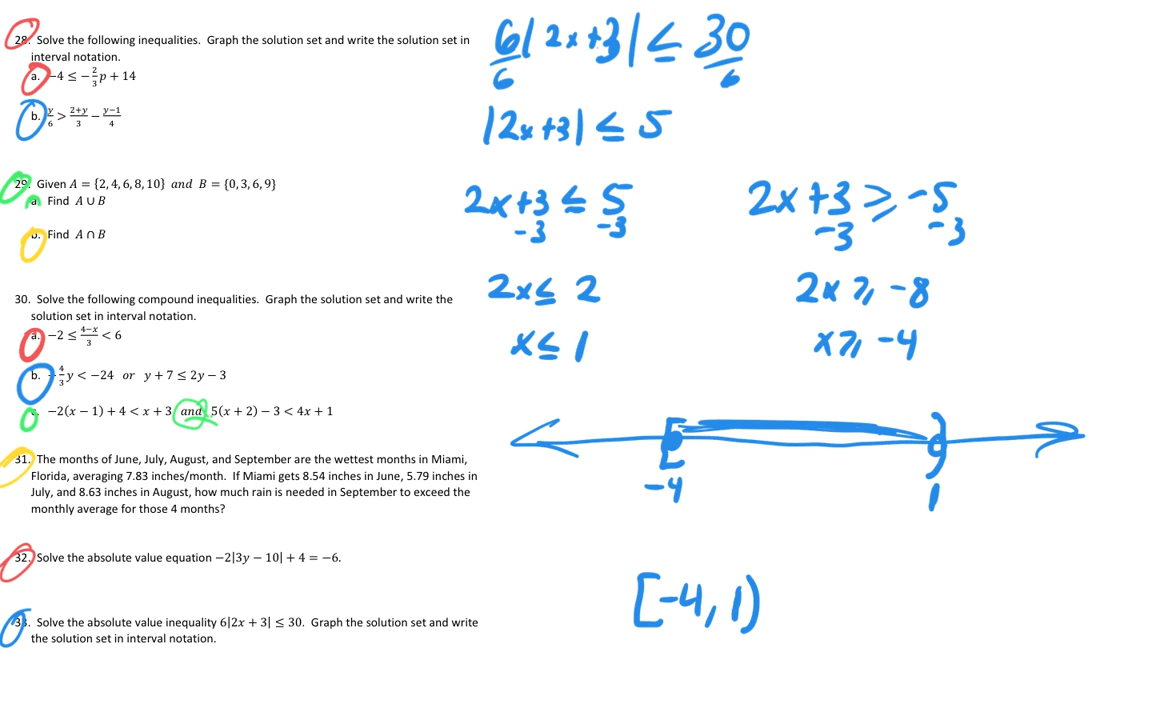 28. Solve the following inequalities. Graph the solution set and write the solution set in
interval notation.
a. −4 ≤ −2/3 p + 14
b. y/6 > 2+y/3 − y−1/4
29. Given A = {2, 4, 6, 8, 10} and B = {0, 3, 6, 9}
a. Find A ∪ B
b. Find A ∩ B
30. Solve the following compound inequalities. Graph the solution set and write the
solution set in interval notation.
a. −2 ≤ 4−x/3 < 6
b. −4/3 y < −24 or y + 7 ≤ 2y − 3
−2(x − 1) + 4 < x + 3 and 5(x + 2) − 3 < 4x + 1
31. The months of June, July, August, and September are the wettest months in Miami,
Florida, averaging 7.83 inches/month. If Miami gets 8.54 inches in June, 5.79 inches in
July, and 8.63 inches in August, how much rain is needed in September to exceed the
monthly average for those 4 months?
32. Solve the absolute value equation −2|3y − 10| + 4 = −6.
33. Solve the absolute value inequality 6|2x + 3| ≤ 30. Graph the solution set and write
the solution set in interval notation.
6|2x+3| ≤ 30
6 6
|2x+3| ≤ 5
2x+3 ≤ 5 2x+3 ≥ -5
-3 -3 -3 -3
2x ≤ 2 2x ≥ -8
x ≤ 1 x ≥ -4
-4 1
[-4, 1)